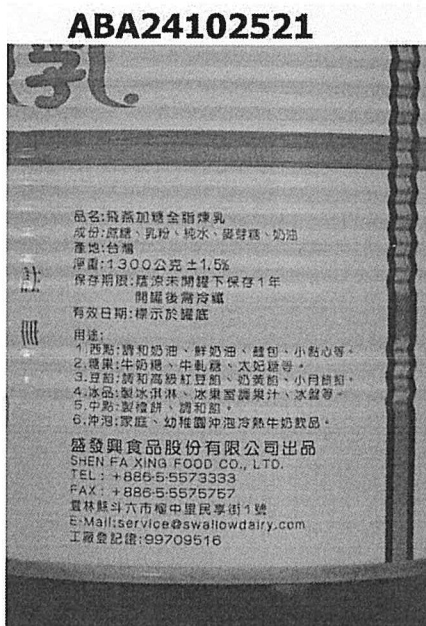 ABA24102521
乳
品名:飛燕加糖全脂煉乳
成份:蔗糖、乳粉、純水、麥芽糖、奶油
產地:台灣
淨重:1300公克±1.5%
保存期限:蔭涼未開罐下保存1年
開罐後需冷藏
有效日期:標示於罐底
用途:
1.西點:調和奶油、鮮奶油、麵包、小點心等。
2.糖果:牛奶糖、牛軋糖、太妃糖等。
3.豆餡:調和高級紅豆餡、奶黃餡、小月餅餡。
4.冰品:製冰淇淋、冰果室調果汁、冰盤等。
5.中點:製檜餅、調和餡。
6.沖泡:家庭、幼稚園沖泡冷熱牛奶飲品。
盛發興食品股份有限公司出品
SHEN FA XING FOOD CO., LTD.
TEL: +886-5-5573333
FAX: +886-5-5575757
雲林縣斗六市榴中里民享街1號
E-Mail:service@swallowdairy.com
工廠登記證:99709516